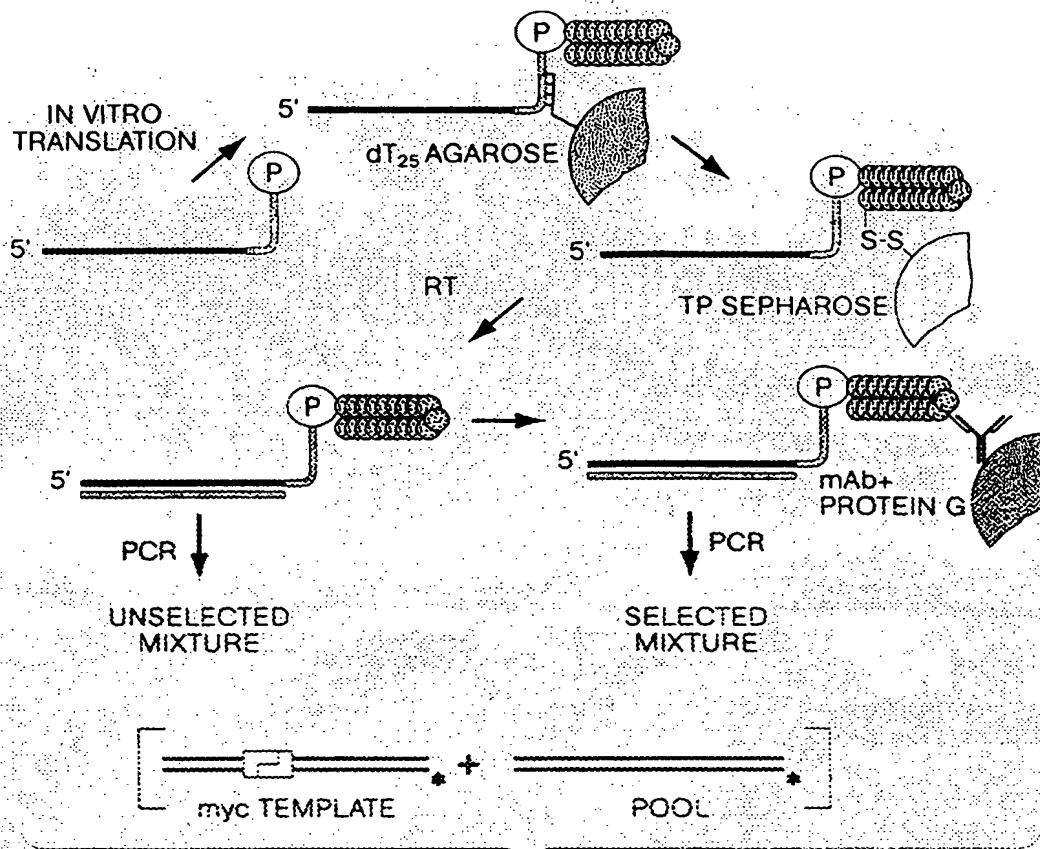 P
IN VITRO
TRANSLATION
5'
dT25 AGAROSE
P
P
5'
S-S
5'
RT
TP SEPHAROSE
P
P
5'
5'
mAb+
PROTEIN G
PCR
PCR
UNSELECTED
MIXTURE
SELECTED
MIXTURE
* + *
myc TEMPLATE
POOL